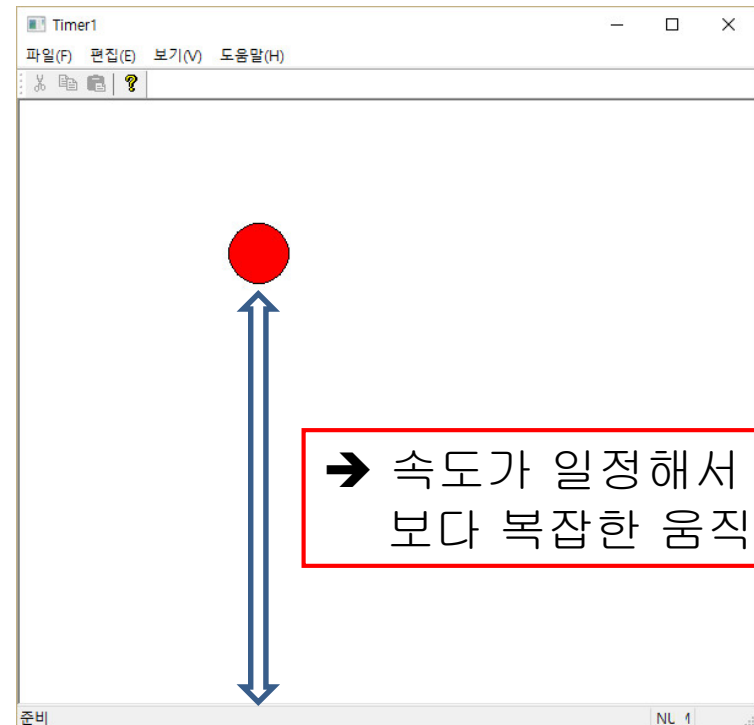 Timer1
파일(F) 편집(E) 보기(V) 도움말(H)
➔ 속도가 일정해서
보다 복잡한 움직
준비